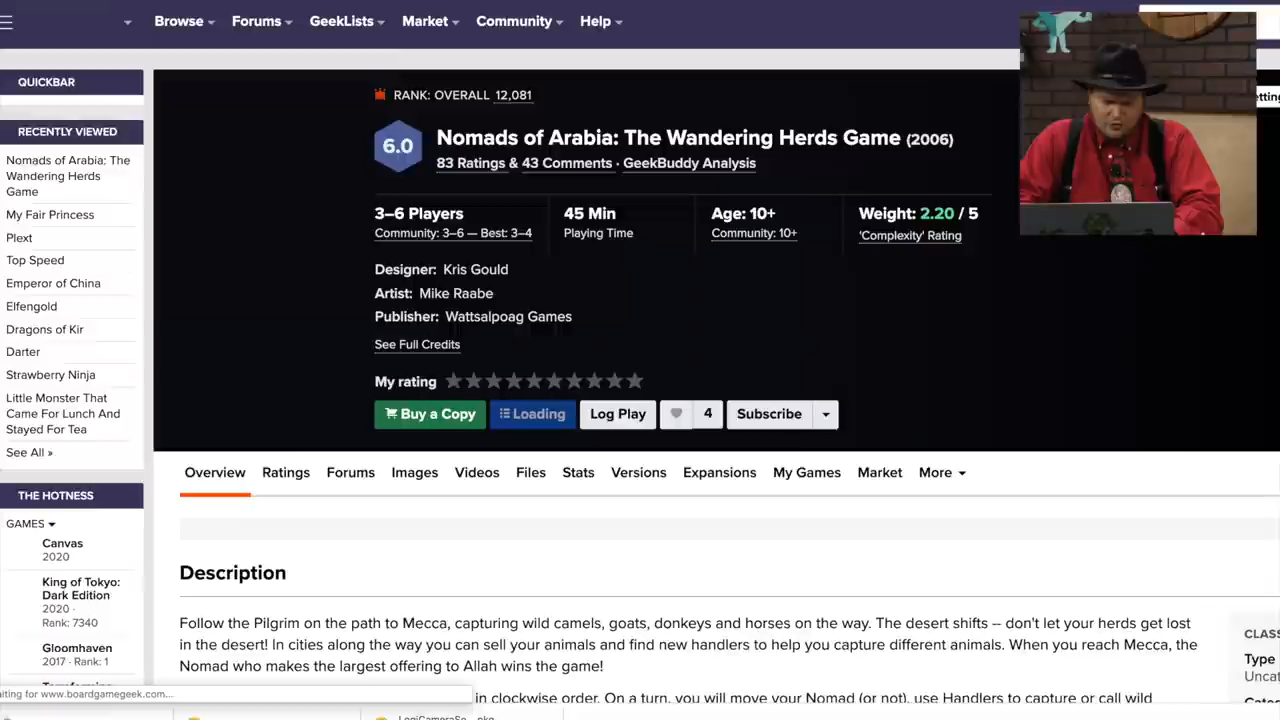 Browse Forums GeekLists Market Community Help
QUICKBAR
RECENTLY VIEWED
Nomads of Arabia: The
Wandering Herds
Game
My Fair Princess
Plext
Top Speed
Emperor of China
Elfengold
Dragons of Kir
Darter
Strawberry Ninja
Little Monster That
Came For Lunch And
Stayed For Tea
See All »
THE HOTNESS
GAMES
Canvas
2020
King of Tokyo:
Dark Edition
2020 ·
Rank: 7340
Gloomhaven
2017 · Rank: 1
RANK: OVERALL 12,081
6.0
Nomads of Arabia: The Wandering Herds Game (2006)
83 Ratings & 43 Comments · GeekBuddy Analysis
3–6 Players 45 Min Age: 10+ Weight: 2.20 / 5
Community: 3–6 — Best: 3–4 Playing Time Community: 10+ 'Complexity' Rating
Designer: Kris Gould
Artist: Mike Raabe
Publisher: Wattsalpoag Games
See Full Credits
My rating
Buy a Copy Loading Log Play 4 Subscribe
Overview Ratings Forums Images Videos Files Stats Versions Expansions My Games Market More
Description
Follow the Pilgrim on the path to Mecca, capturing wild camels, goats, donkeys and horses on the way. The desert shifts -- don't let your herds get lost
in the desert! In cities along the way you can sell your animals and find new handlers to help you capture different animals. When you reach Mecca, the
Nomad who makes the largest offering to Allah wins the game!
in clockwise order. On a turn, you will move your Nomad (or not), use Handlers to capture or call wild
CLASS
Type
Uncat
etting
aiting for www.boardgamegeek.com...